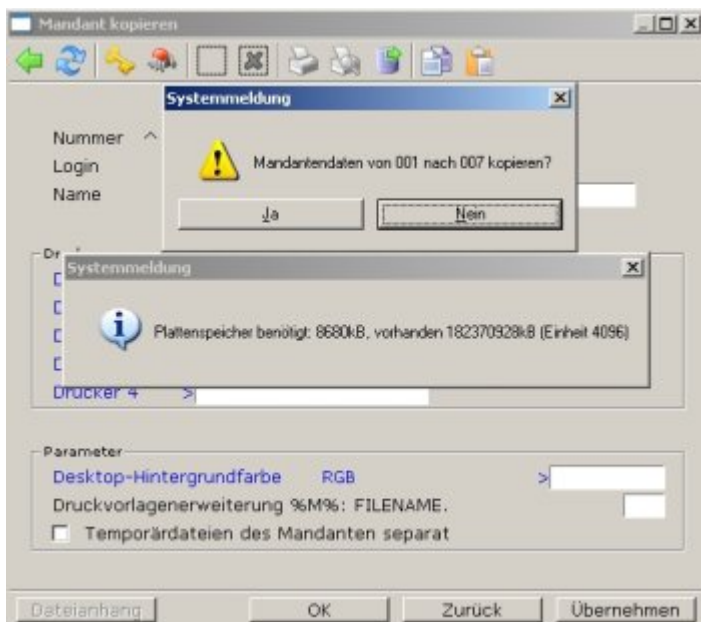 Mandant kopieren
Systemmeldung
Mandantendaten von 001 nach 007 kopieren?
Ja
Nein
Nummer ^
Login
Name
Systemmeldung
Plattenspeicher benötigt: 8680kB, vorhanden 182370928kB (Einheit 4096)
Drucker 4 >
Parameter
Desktop-Hintergrundfarbe RGB >
Druckvorlagenerweiterung %M%: FILENAME.
Temporärdateien des Mandanten separat
Dateianhang
OK
Zurück
Übernehmen